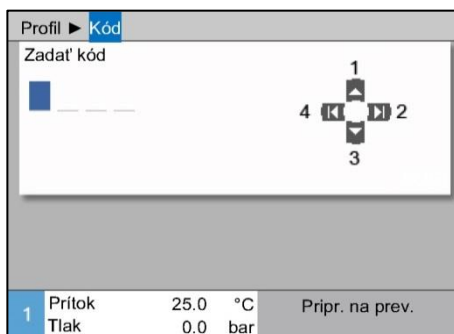 Profil ► Kód
Zadať kód
1
4 2
3
1
Prítok 25.0 °C Pripr. na prev.
Tlak 0.0 bar